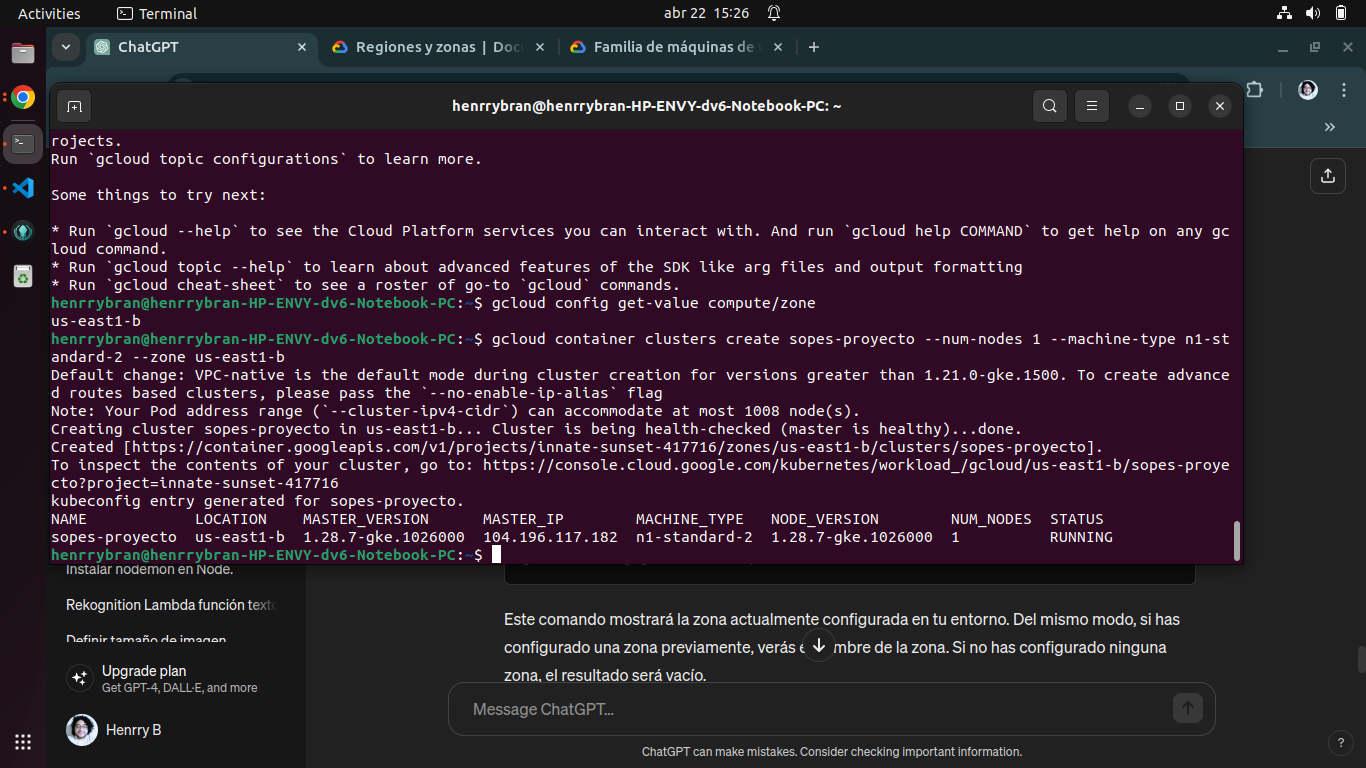 Activities
Terminal
abr 22 15:26
ChatGPT
Regiones y zonas | Doc
Familia de máquinas de
henrrybran@henrrybran-HP-ENVY-dv6-Notebook-PC: ~
rojects.
Run `gcloud topic configurations` to learn more.
Some things to try next:
* Run `gcloud --help` to see the Cloud Platform services you can interact with. And run `gcloud help COMMAND` to get help on any gc
loud command.
* Run `gcloud topic --help` to learn about advanced features of the SDK like arg files and output formatting
* Run `gcloud cheat-sheet` to see a roster of go-to `gcloud` commands.
henrrybran@henrrybran-HP-ENVY-dv6-Notebook-PC:~$ gcloud config get-value compute/zone
us-east1-b
henrrybran@henrrybran-HP-ENVY-dv6-Notebook-PC:~$ gcloud container clusters create sopes-proyecto --num-nodes 1 --machine-type n1-st
andard-2 --zone us-east1-b
Default change: VPC-native is the default mode during cluster creation for versions greater than 1.21.0-gke.1500. To create advance
d routes based clusters, please pass the `--no-enable-ip-alias` flag
Note: Your Pod address range (`--cluster-ipv4-cidr`) can accommodate at most 1008 node(s).
Creating cluster sopes-proyecto in us-east1-b... Cluster is being health-checked (master is healthy)...done.
Created [https://container.googleapis.com/v1/projects/innate-sunset-417716/zones/us-east1-b/clusters/sopes-proyecto].
To inspect the contents of your cluster, go to: https://console.cloud.google.com/kubernetes/workload_/gcloud/us-east1-b/sopes-proye
cto?project=innate-sunset-417716
kubeconfig entry generated for sopes-proyecto.
NAME LOCATION MASTER_VERSION MASTER_IP MACHINE_TYPE NODE_VERSION NUM_NODES STATUS
sopes-proyecto us-east1-b 1.28.7-gke.1026000 104.196.117.182 n1-standard-2 1.28.7-gke.1026000 1 RUNNING
henrrybran@henrrybran-HP-ENVY-dv6-Notebook-PC:~$
Instalar nodemon en Node.
Rekognition Lambda función texto
Definir tamaño de imagen
Upgrade plan
Get GPT-4, DALL·E, and more
Henrry B
Este comando mostrará la zona actualmente configurada en tu entorno. Del mismo modo, si has
configurado una zona previamente, verás e mbre de la zona. Si no has configurado ninguna
zona, el resultado será vacío.
Message ChatGPT…
ChatGPT can make mistakes. Consider checking important information.
?